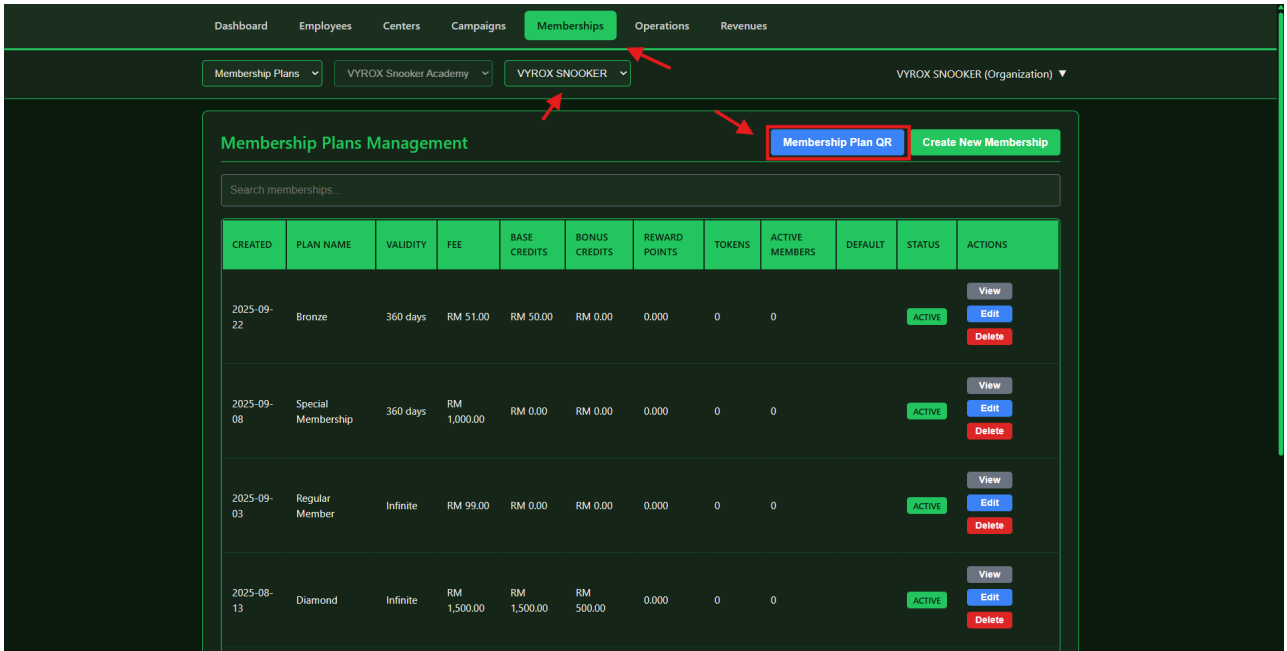 Dashboard Employees Centers Campaigns Memberships Operations Revenues
Membership Plans VYROX Snooker Academy VYROX SNOOKER VYROX SNOOKER (Organization) ▼
Membership Plans Management Membership Plan QR Create New Membership
Search memberships...
CREATED PLAN NAME VALIDITY FEE BASE CREDITS BONUS CREDITS REWARD POINTS TOKENS ACTIVE MEMBERS DEFAULT STATUS ACTIONS
2025-09-22 Bronze 360 days RM 51.00 RM 50.00 RM 0.00 0.000 0 0 ACTIVE View Edit Delete
2025-09-08 Special Membership 360 days RM 1,000.00 RM 0.00 RM 0.00 0.000 0 0 ACTIVE View Edit Delete
2025-09-03 Regular Member Infinite RM 99.00 RM 0.00 RM 0.00 0.000 0 0 ACTIVE View Edit Delete
2025-08-13 Diamond Infinite RM 1,500.00 RM 1,500.00 RM 500.00 0.000 0 0 ACTIVE View Edit Delete